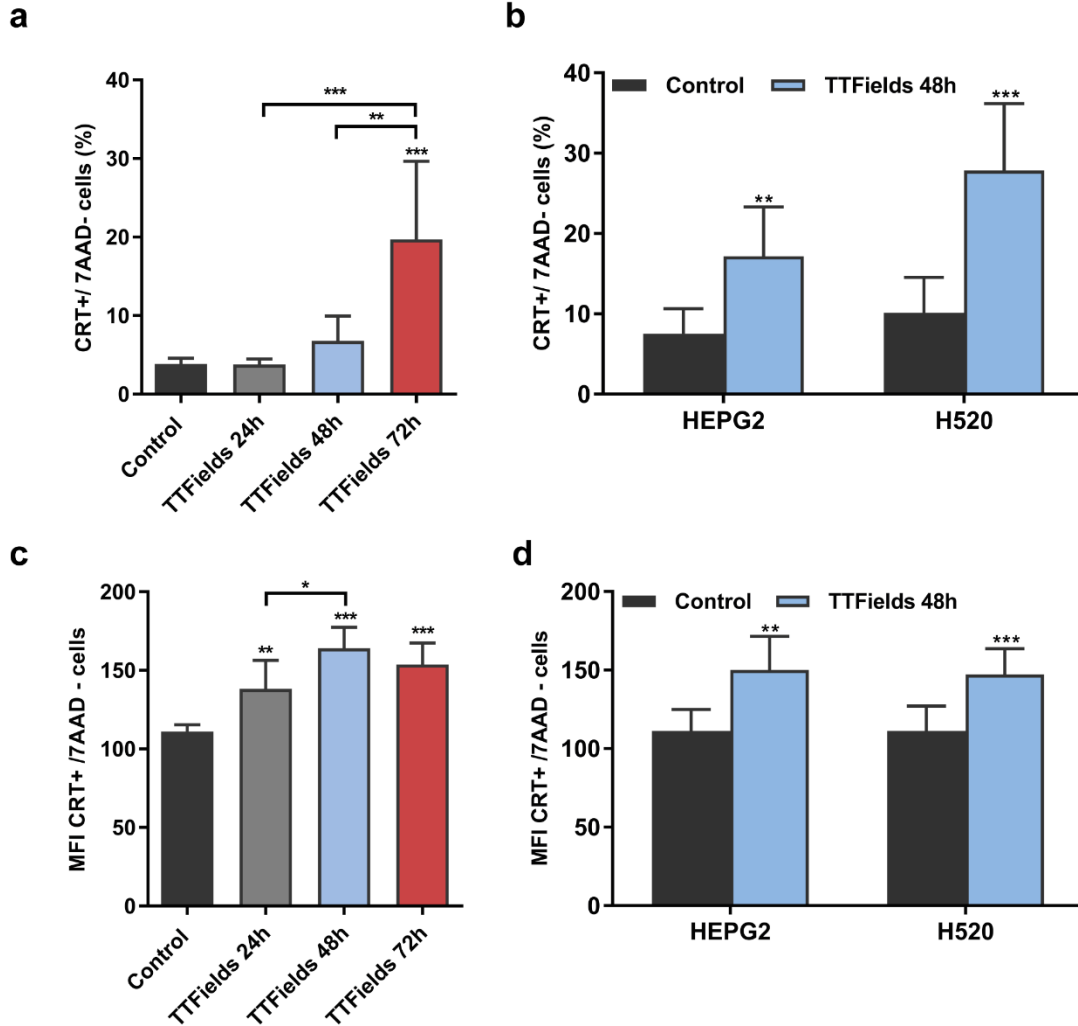 a
CRT+/ 7AAD- cells (%)
40
30
20
10
0
***
**
***
Control
TTFields 24h
TTFields 48h
TTFields 72h
b
CRT+/ 7AAD- cells (%)
40
30
20
10
0
Control
TTFields 48h
**
***
HEPG2
H520
c
MFI CRT+ /7AAD - cells
200
150
100
50
0
*
**
***
***
Control
TTFields 24h
TTFields 48h
TTFields 72h
d
MFI CRT+ /7AAD - cells
200
150
100
50
0
Control
TTFields 48h
**
***
HEPG2
H520